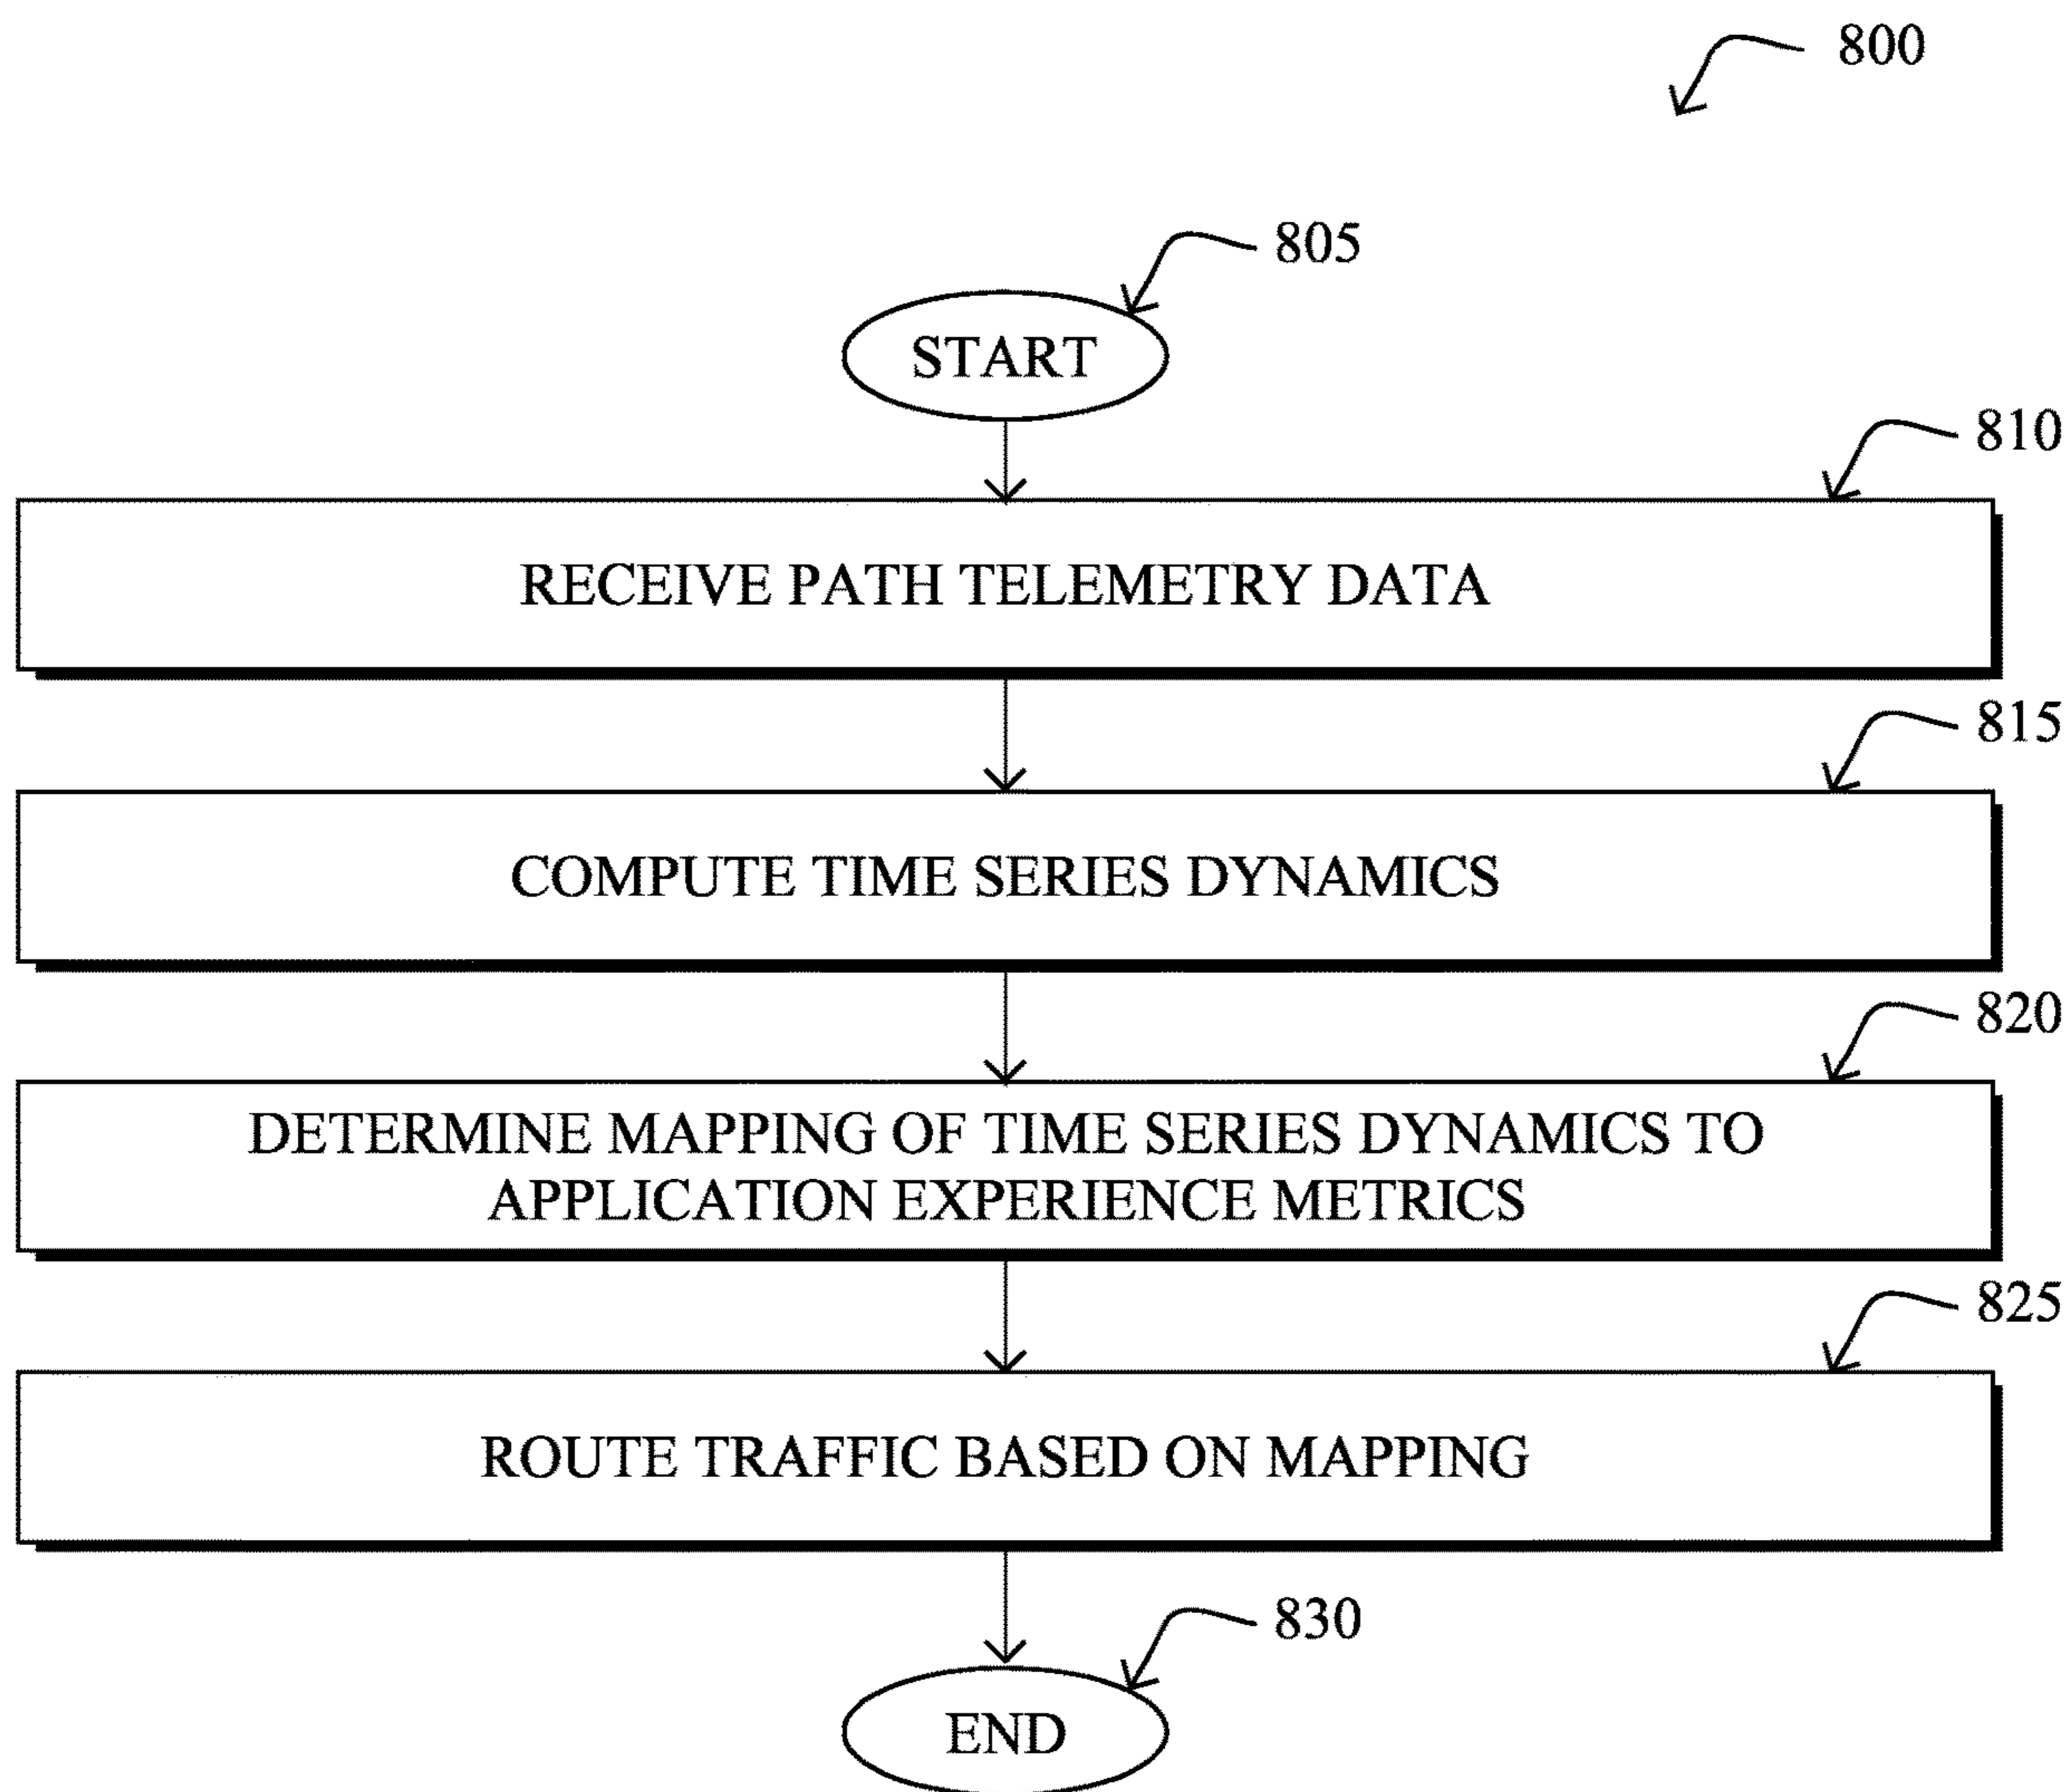 800
805
START
810
RECEIVE PATH TELEMETRY DATA
815
COMPUTE TIME SERIES DYNAMICS
820
DETERMINE MAPPING OF TIME SERIES DYNAMICS TO
APPLICATION EXPERIENCE METRICS
825
ROUTE TRAFFIC BASED ON MAPPING
830
END